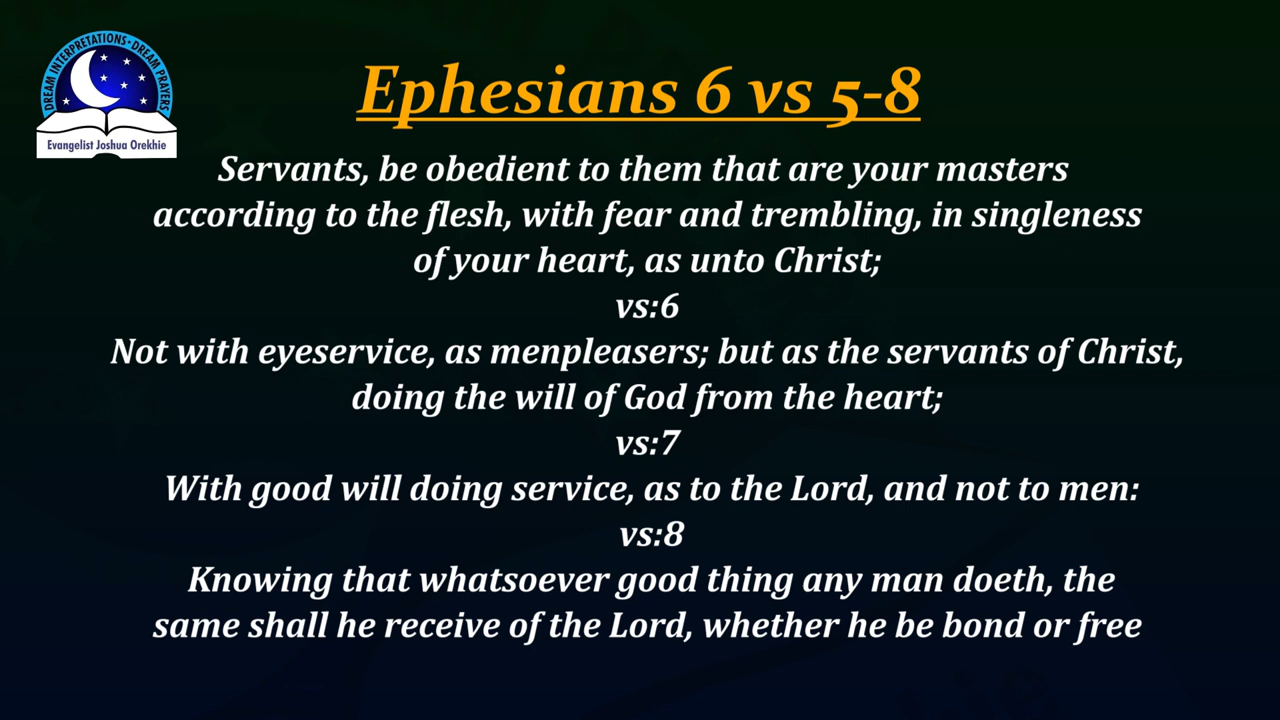 DREAM INTERPRETATIONS • DREAM PRAYERS
Evangelist Joshua Orekhie
Ephesians 6 vs 5-8
Servants, be obedient to them that are your masters
according to the flesh, with fear and trembling, in singleness
of your heart, as unto Christ;
vs:6
Not with eyeservice, as menpleasers; but as the servants of Christ,
doing the will of God from the heart;
vs:7
With good will doing service, as to the Lord, and not to men:
vs:8
Knowing that whatsoever good thing any man doeth, the
same shall he receive of the Lord, whether he be bond or free